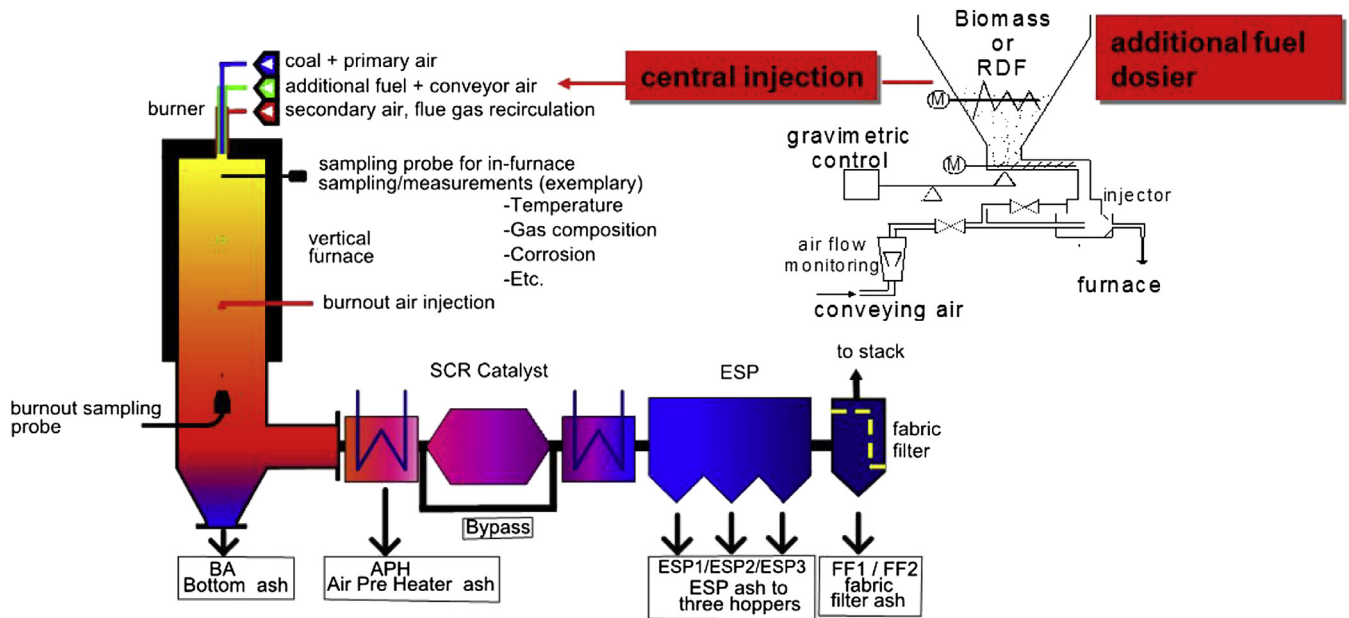 coal + primary air
additional fuel + conveyor air
burner
secondary air, flue gas recirculation
central injection
Biomass
or
RDF
additional fuel
dosier
M
gravimetric
control
M
injector
air flow
monitoring
furnace
conveying air
sampling probe for in-furnace
sampling/measurements (exemplary)
-Temperature
-Gas composition
-Corrosion
-Etc.
vertical
furnace
burnout air injection
burnout sampling
probe
SCR Catalyst
ESP
to stack
fabric
filter
Bypass
BA
Bottom ash
APH
Air Pre Heater ash
ESP1/ESP2/ESP3
ESP ash to
three hoppers
FF1 / FF2
fabric
filter ash